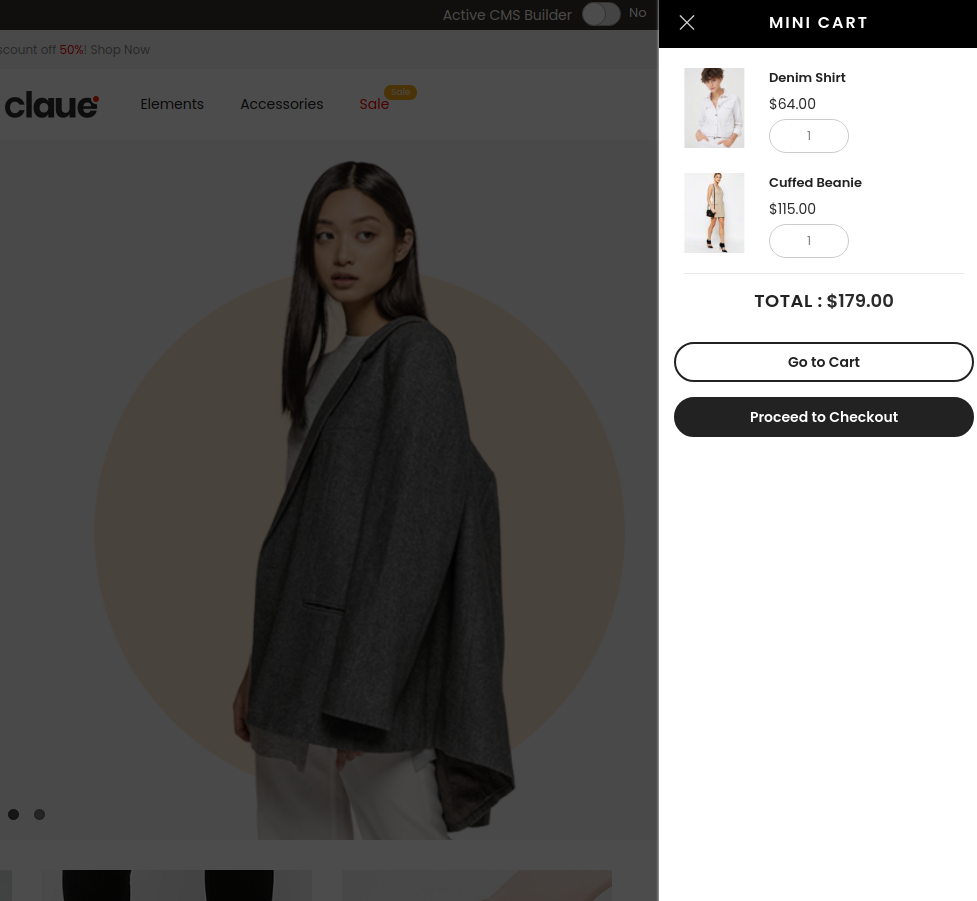 Active CMS Builder
No
scount off 50%! Shop Now
claue
Elements
Accessories
Sale
Sale
MINI CART
Denim Shirt
$64.00
1
Cuffed Beanie
$115.00
1
TOTAL : $179.00
Go to Cart
Proceed to Checkout